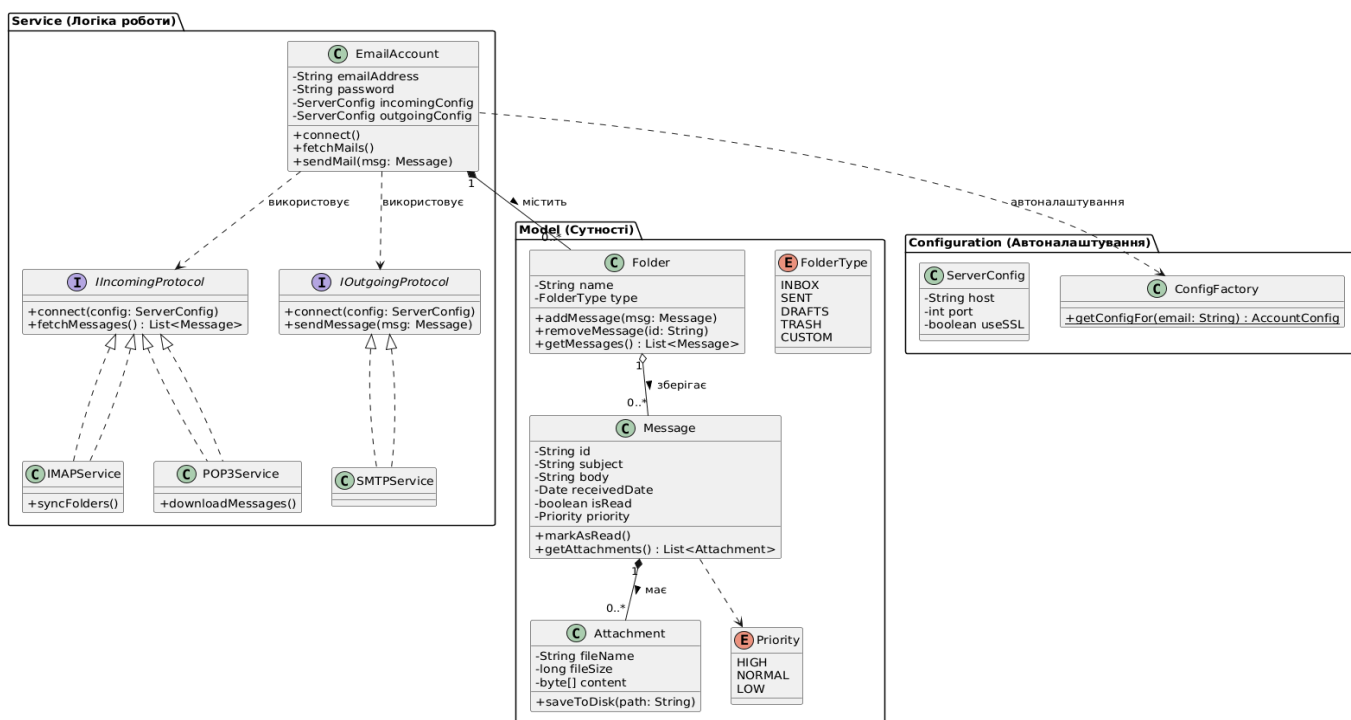 Service (Логіка роботи)
C EmailAccount
-String emailAddress
-String password
-ServerConfig incomingConfig
-ServerConfig outgoingConfig
+connect()
+fetchMails()
+sendMail(msg: Message)
1
використовує
використовує
містить
0..*
автоналаштування
I IIncomingProtocol
+connect(config: ServerConfig)
+fetchMessages() : List<Message>
I IOutgoingProtocol
+connect(config: ServerConfig)
+sendMessage(msg: Message)
C IMAPService
+syncFolders()
C POP3Service
+downloadMessages()
C SMTPService
Model (Сутності)
C Folder
-String name
-FolderType type
+addMessage(msg: Message)
+removeMessage(id: String)
+getMessages() : List<Message>
E FolderType
INBOX
SENT
DRAFTS
TRASH
CUSTOM
1
зберігає
0..*
C Message
-String id
-String subject
-String body
-Date receivedDate
-boolean isRead
-Priority priority
+markAsRead()
+getAttachments() : List<Attachment>
1
має
0..*
C Attachment
-String fileName
-long fileSize
-byte[] content
+saveToDisk(path: String)
E Priority
HIGH
NORMAL
LOW
Configuration (Автоналаштування)
C ServerConfig
-String host
-int port
-boolean useSSL
C ConfigFactory
+getConfigFor(email: String) : AccountConfig